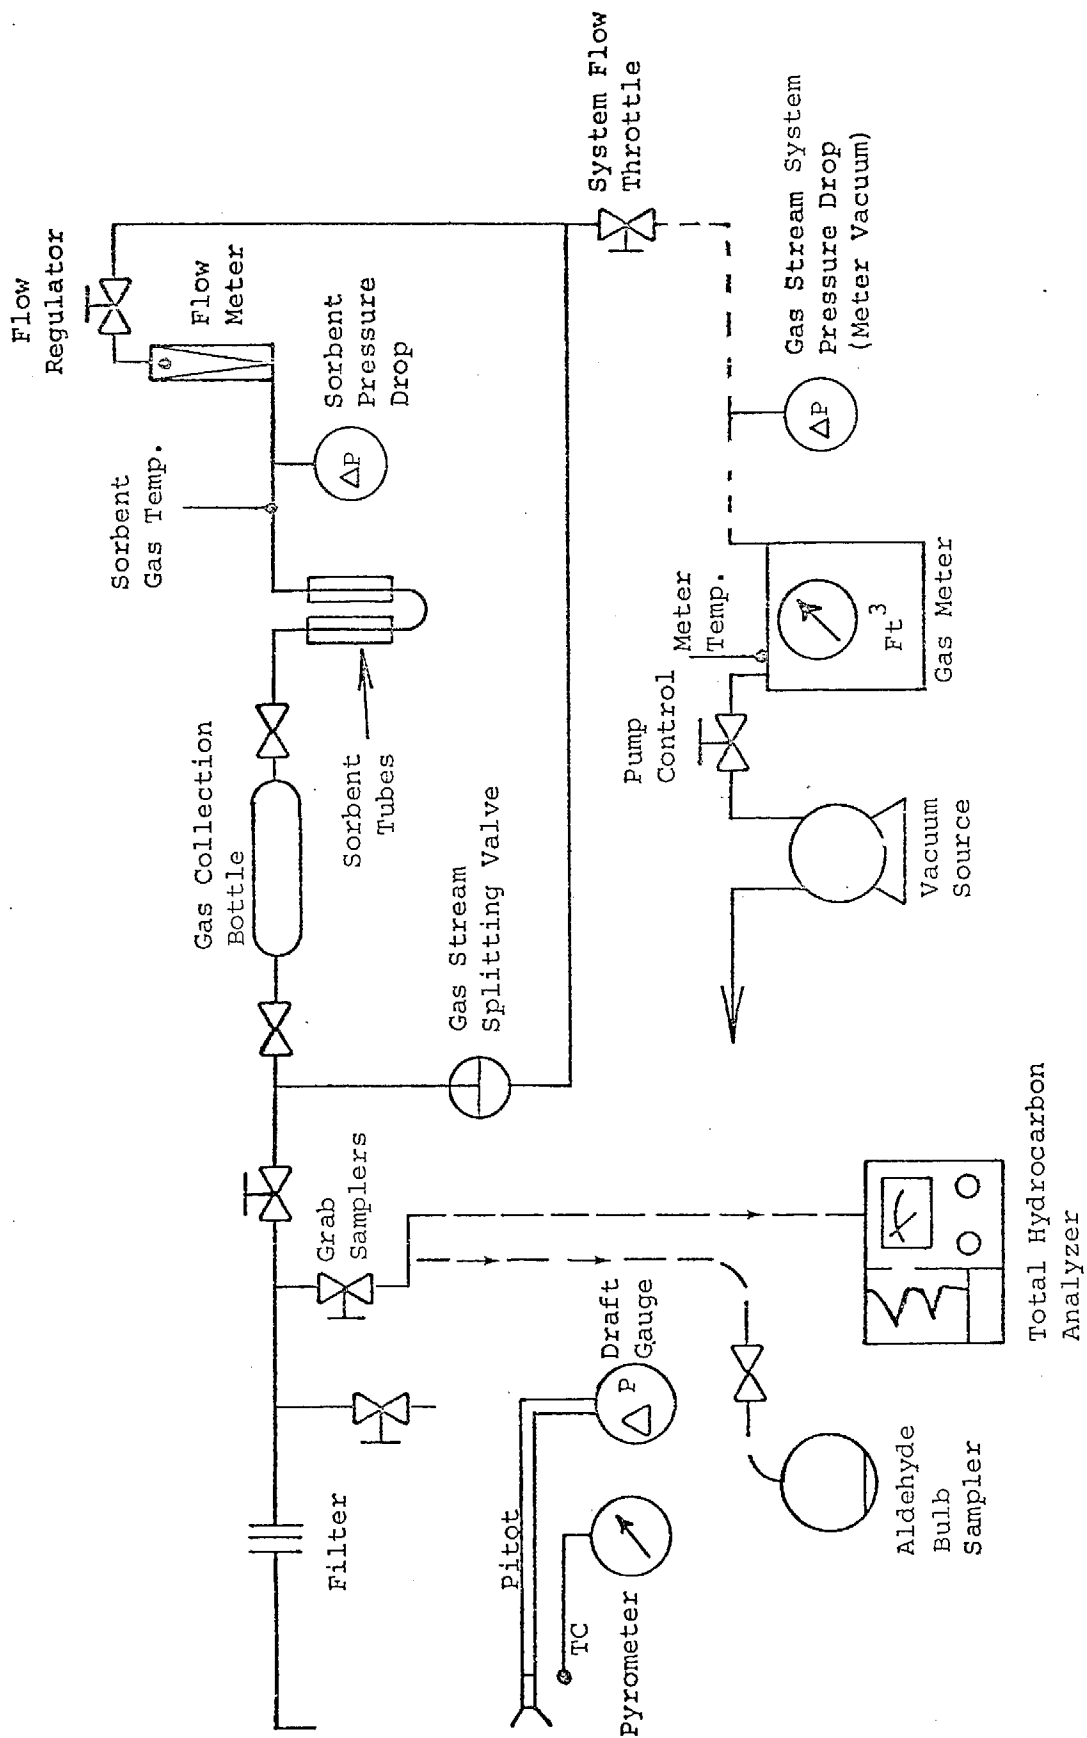 Flow
Regulator
Flow
Meter
Sorbent
Gas Temp.
Sorbent
Pressure
Drop
System Flow
Throttle
Gas Stream System
Pressure Drop
(Meter Vacuum)
ΔP
ΔP
Gas Collection
Bottle
Sorbent
Tubes
Gas Stream
Splitting Valve
Pump
Control
Meter
Temp.
Ft³
Gas Meter
Vacuum
Source
Grab
Samplers
Filter
Pitot
Draft
Gauge
Δ P
TC
Pyrometer
Aldehyde
Bulb
Sampler
Total Hydrocarbon
Analyzer